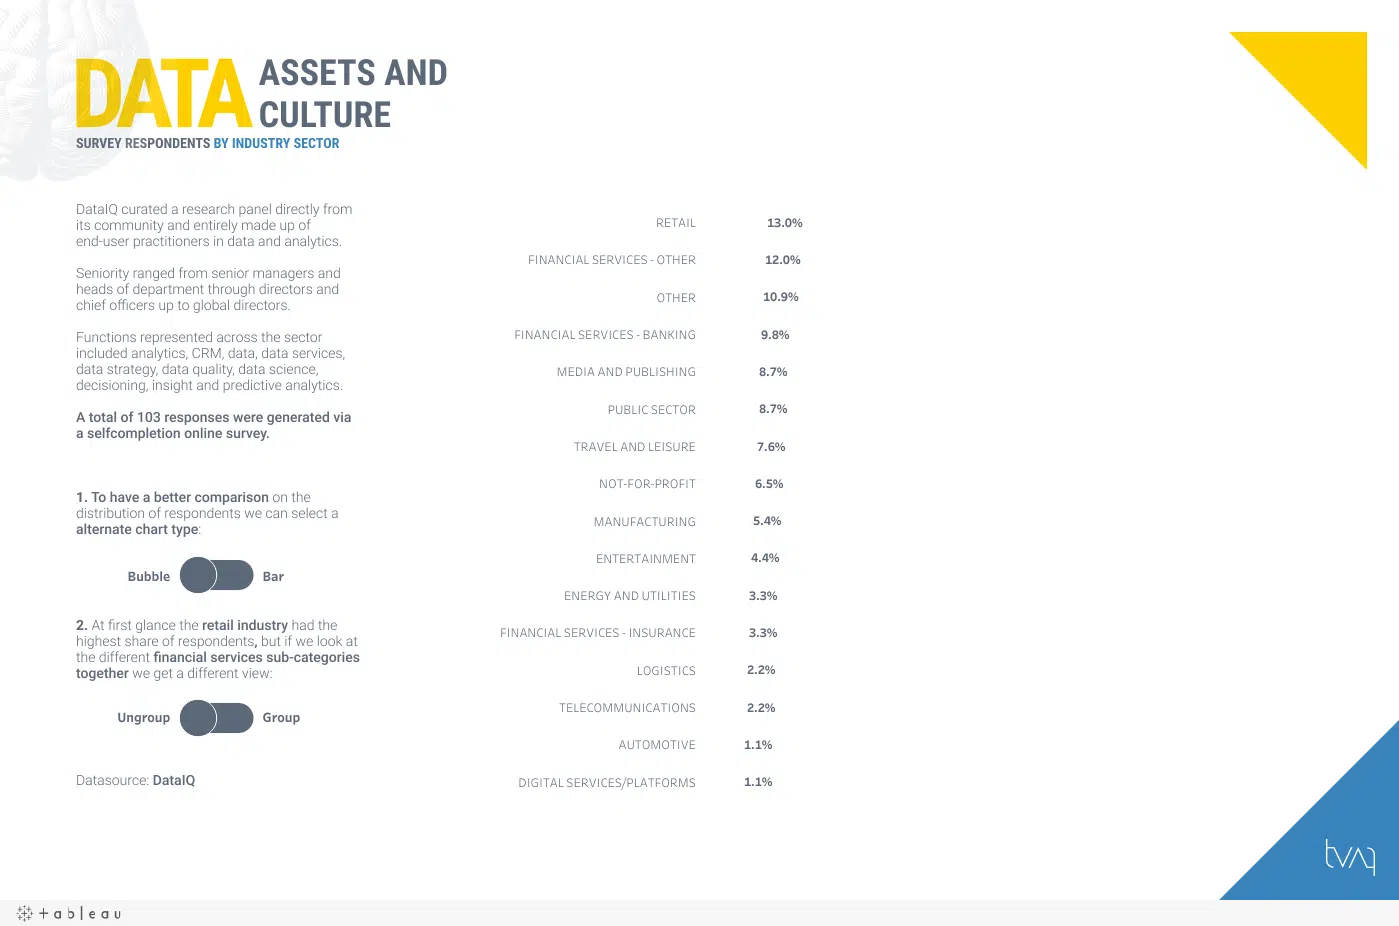 DATA ASSETS AND
CULTURE
SURVEY RESPONDENTS BY INDUSTRY SECTOR
DataIQ curated a research panel directly from
its community and entirely made up of
end-user practitioners in data and analytics.
Seniority ranged from senior managers and
heads of department through directors and
chief officers up to global directors.
Functions represented across the sector
included analytics, CRM, data, data services,
data strategy, data quality, data science,
decisioning, insight and predictive analytics.
A total of 103 responses were generated via
a selfcompletion online survey.
1. To have a better comparison on the
distribution of respondents we can select a
alternate chart type:
Bubble Bar
2. At first glance the retail industry had the
highest share of respondents, but if we look at
the different financial services sub-categories
together we get a different view:
Ungroup Group
Datasource: DataIQ
RETAIL 13.0%
FINANCIAL SERVICES - OTHER 12.0%
OTHER 10.9%
FINANCIAL SERVICES - BANKING 9.8%
MEDIA AND PUBLISHING 8.7%
PUBLIC SECTOR 8.7%
TRAVEL AND LEISURE 7.6%
NOT-FOR-PROFIT 6.5%
MANUFACTURING 5.4%
ENTERTAINMENT 4.4%
ENERGY AND UTILITIES 3.3%
FINANCIAL SERVICES - INSURANCE 3.3%
LOGISTICS 2.2%
TELECOMMUNICATIONS 2.2%
AUTOMOTIVE 1.1%
DIGITAL SERVICES/PLATFORMS 1.1%
tvaq
+ableau